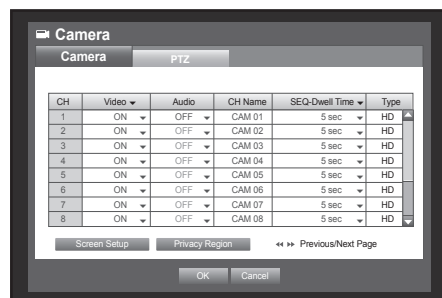 Camera
Camera PTZ
CH Video Audio CH Name SEQ-Dwell Time Type
1 ON OFF CAM 01 5 sec HD
2 ON OFF CAM 02 5 sec HD
3 ON OFF CAM 03 5 sec HD
4 ON OFF CAM 04 5 sec HD
5 ON OFF CAM 05 5 sec HD
6 ON OFF CAM 06 5 sec HD
7 ON OFF CAM 07 5 sec HD
8 ON OFF CAM 08 5 sec HD
Screen Setup Privacy Region Previous/Next Page
OK Cancel